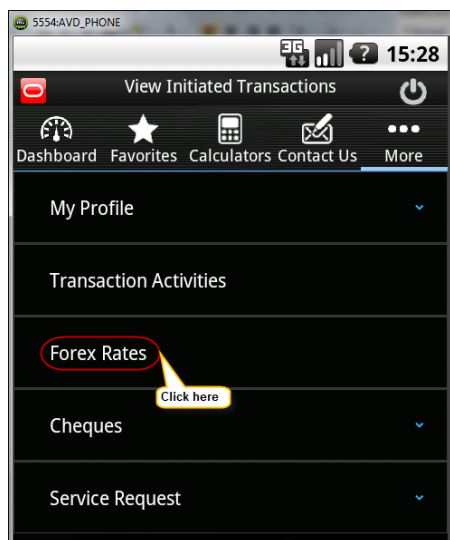 5554:AVD_PHONE
3G ? 15:28
View Initiated Transactions
Dashboard Favorites Calculators Contact Us More
My Profile
Transaction Activities
Forex Rates
Click here
Cheques
Service Request